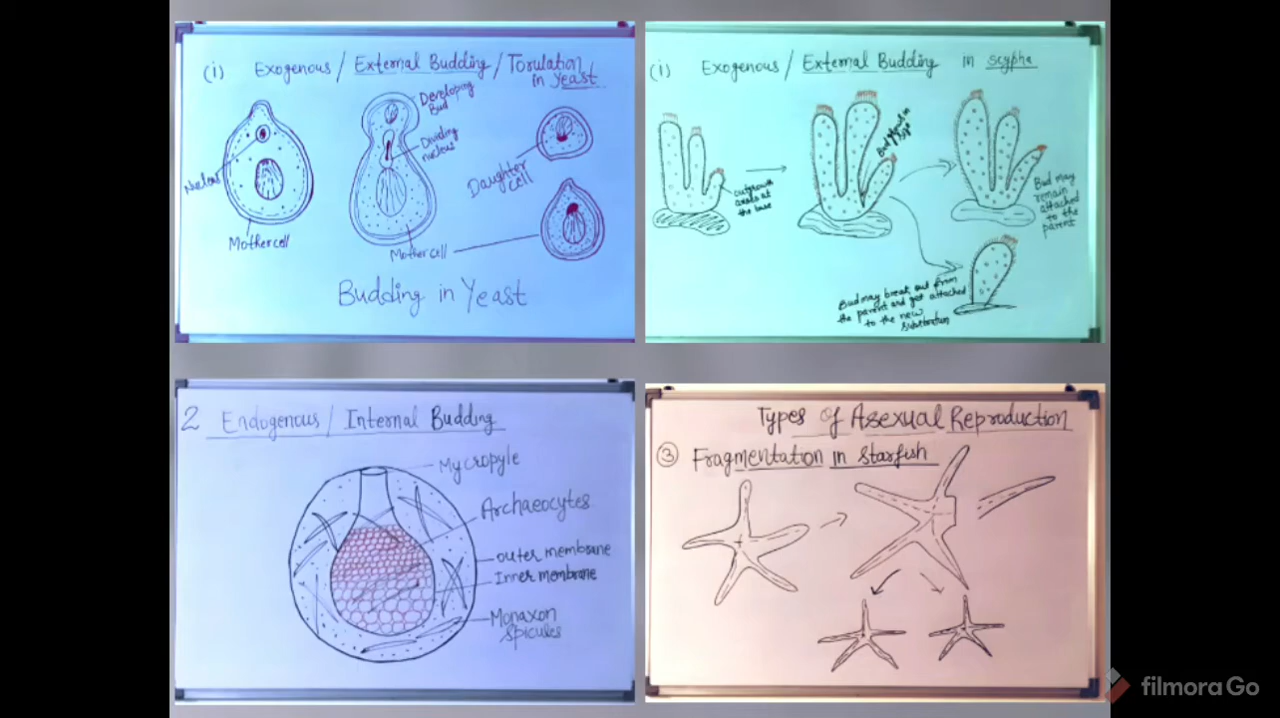 (i) Exogenous / External Budding / Torulation
in yeast
Developing
Bud
Dividing
nucleus
Daughter
cell
Mother cell
Mother cell
Budding in Yeast
(i) Exogenous / External Budding in scypha
outgrowth
at
the base
Bud may
remain
attached
to the
parent
Bud may break out from
the parent and get attached
to the new
2 Endogenous / Internal Budding
Mycropyle
Archaeocytes
outer membrane
Inner membrane
Monaxon
spicules
Types of Asexual Reproduction
③ Fragmentation in starfish
filmora Go